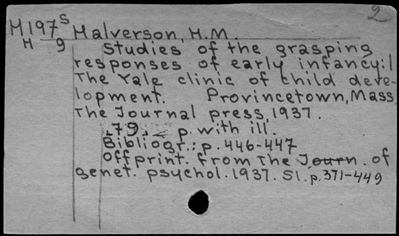 2
M197 S Halverson, H.M.
H 9 Studies of the grasping
responses of early infancy:I
The Yale clinic of child deve-
lopment. Provincetown, Mass
The Journal press, 1937.
79 p. with ill.
Bibliogr.: p. 446-447
Offprint. from The Journ. of
genet. psychol. 1937. 51. p. 371-449